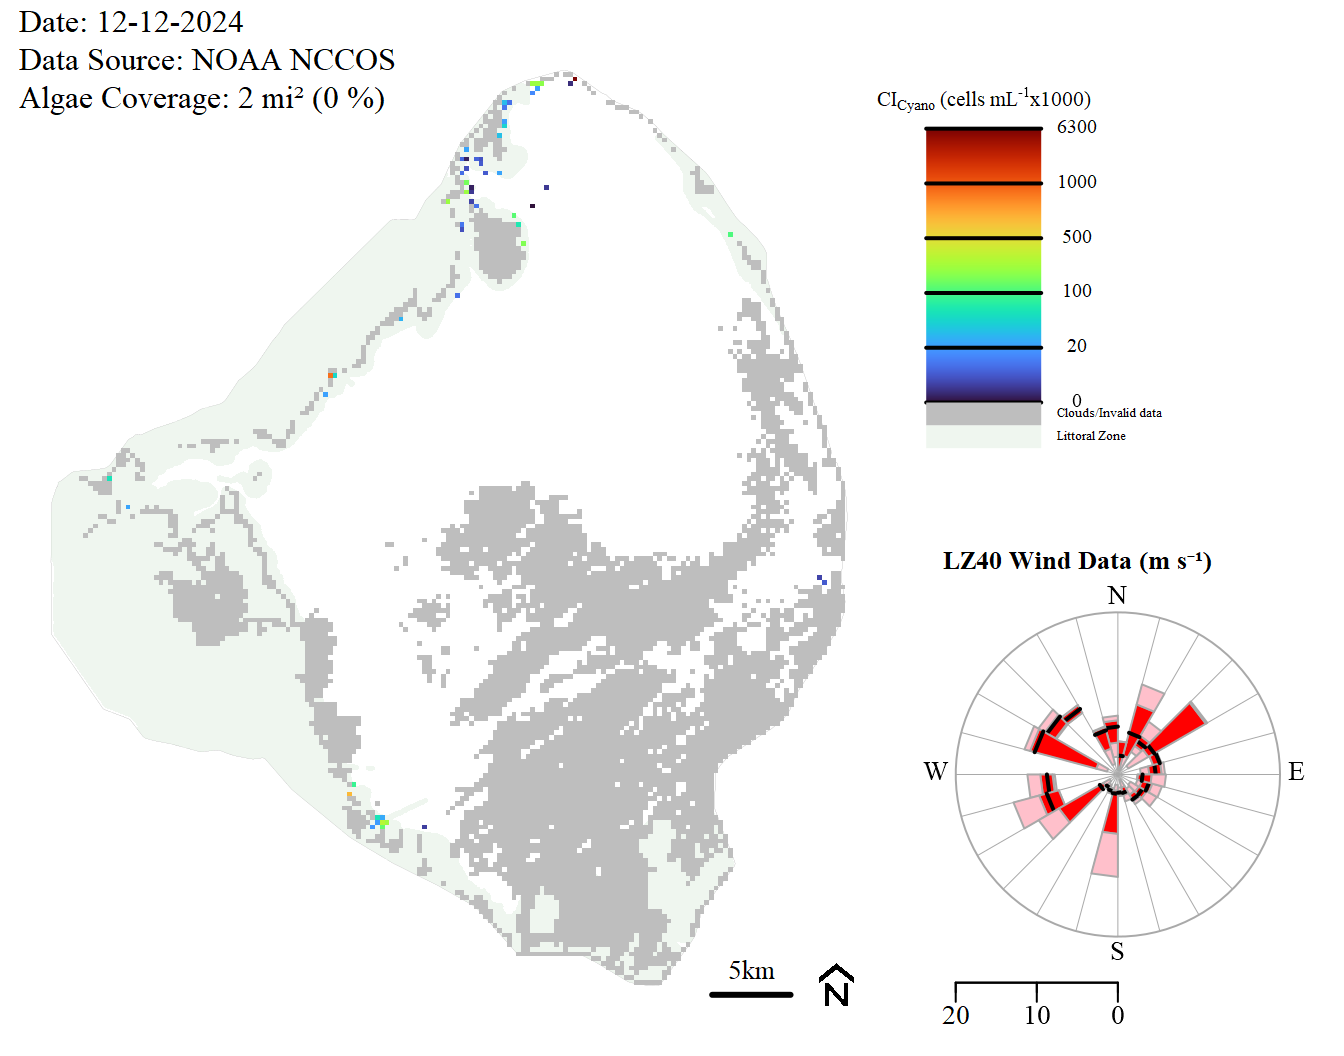 Date: 12-12-2024
Data Source: NOAA NCCOS
Algae Coverage: 2 mi² (0 %)
CICyano (cells mL⁻¹x1000)
6300
1000
500
100
20
0
Clouds/Invalid data
Littoral Zone
LZ40 Wind Data (m s⁻¹)
N
W
E
S
5km
N
20 10 0